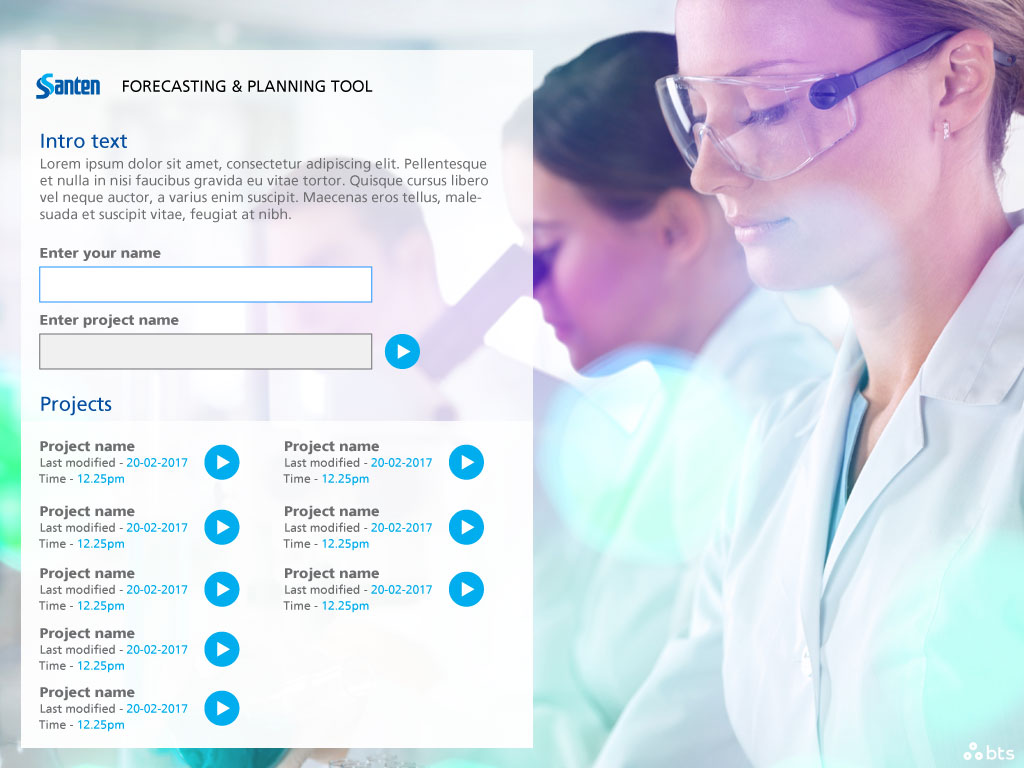 Santen FORECASTING & PLANNING TOOL
Intro text
Lorem ipsum dolor sit amet, consectetur adipiscing elit. Pellentesque
et nulla in nisi faucibus gravida eu vitae tortor. Quisque cursus libero
vel neque auctor, a varius enim suscipit. Maecenas eros tellus, male-
suada et suscipit vitae, feugiat at nibh.
Enter your name
Enter project name
Projects
Project name
Last modified - 20-02-2017
Time - 12.25pm
Project name
Last modified - 20-02-2017
Time - 12.25pm
Project name
Last modified - 20-02-2017
Time - 12.25pm
Project name
Last modified - 20-02-2017
Time - 12.25pm
Project name
Last modified - 20-02-2017
Time - 12.25pm
Project name
Last modified - 20-02-2017
Time - 12.25pm
Project name
Last modified - 20-02-2017
Time - 12.25pm
Project name
Last modified - 20-02-2017
Time - 12.25pm
bts